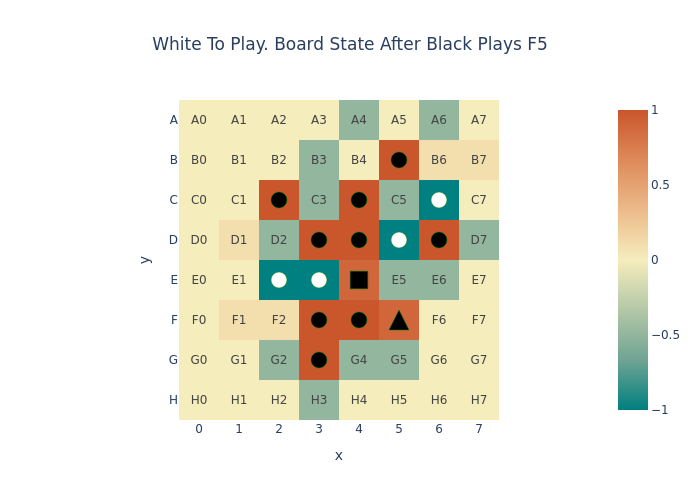 White To Play. Board State After Black Plays F5
A A0 A1 A2 A3 A4 A5 A6 A7
B B0 B1 B2 B3 B4 B6 B7
C C0 C1 C3 C5 C7
D D0 D1 D2 D7
E E0 E1 E5 E6 E7
F F0 F1 F2 F6 F7
G G0 G1 G2 G4 G5 G6 G7
H H0 H1 H2 H3 H4 H5 H6 H7
0 1 2 3 4 5 6 7
x
y
1
0.5
0
−0.5
−1